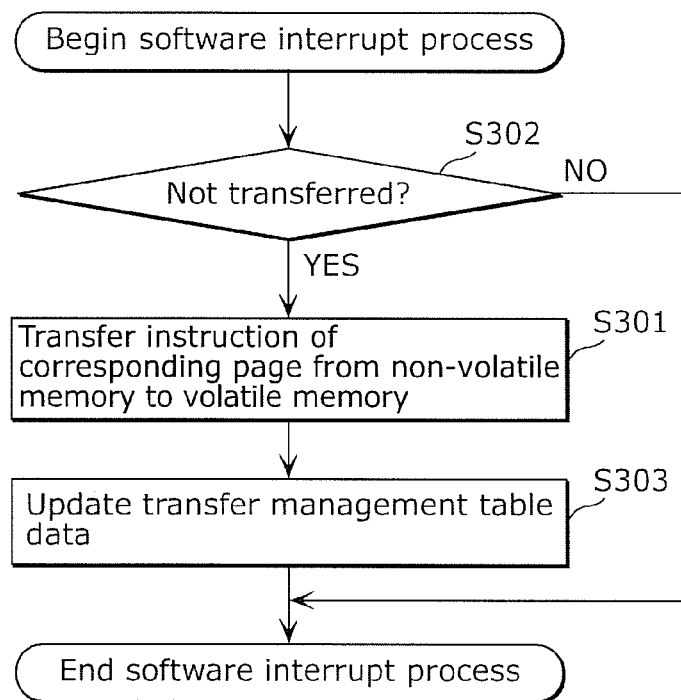 Begin software interrupt process
S302
Not transferred?
NO
YES
S301
Transfer instruction of
corresponding page from non-volatile
memory to volatile memory
S303
Update transfer management table
data
End software interrupt process